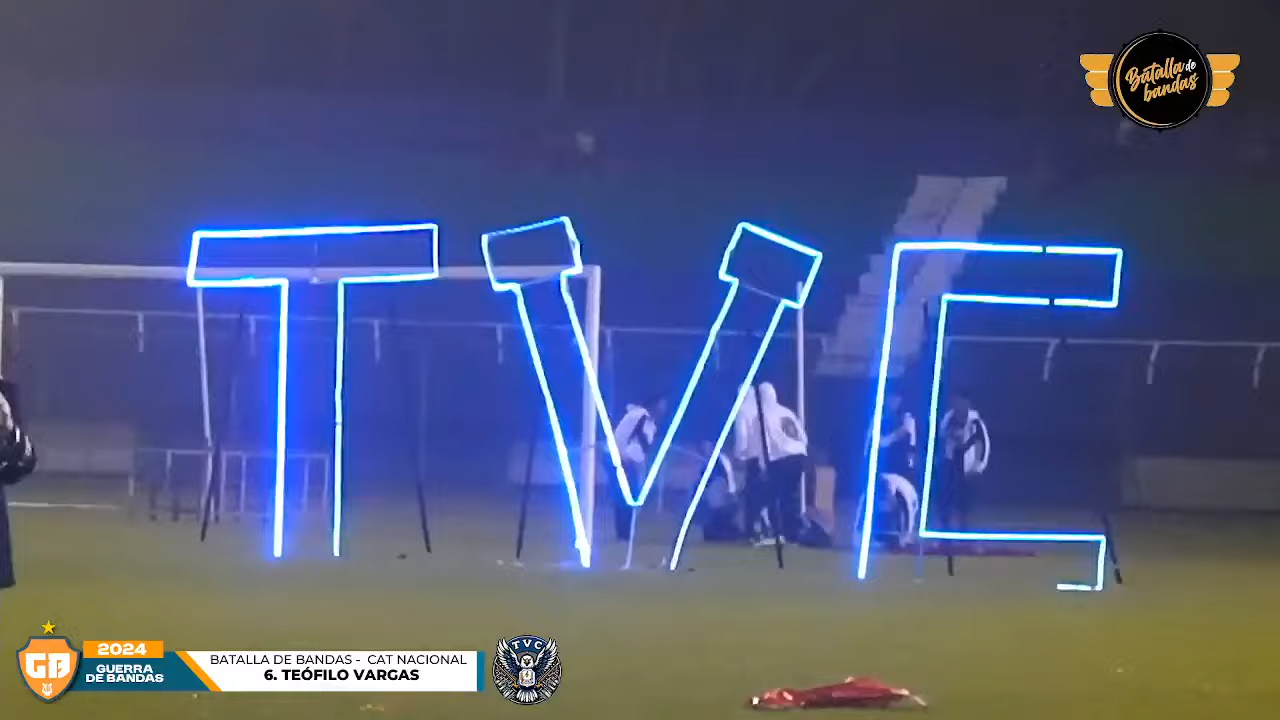 Batalla de
bandas
TVC
2024
GUERRA
DE BANDAS
BATALLA DE BANDAS - CAT NACIONAL
6. TEÓFILO VARGAS
GB
TVC